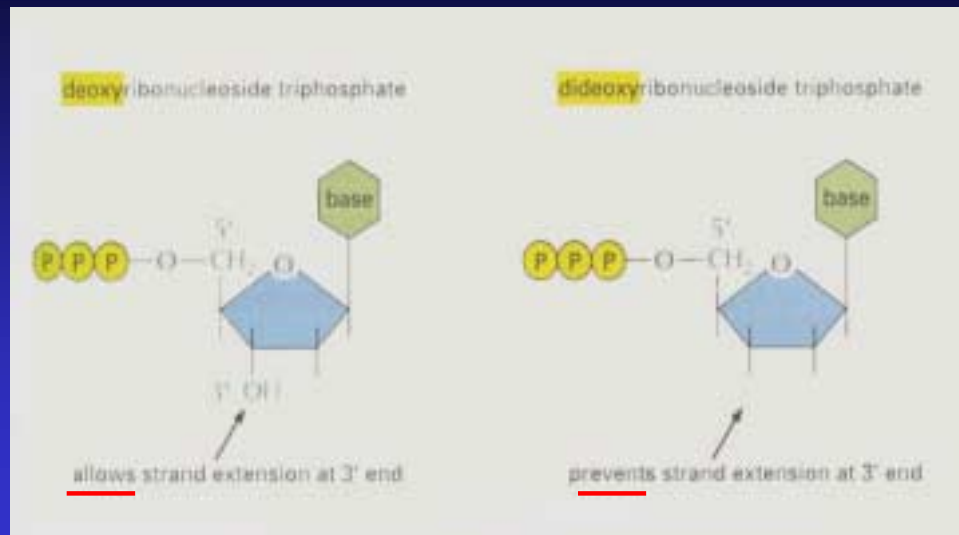 deoxyribonucleoside triphosphate
base
5'
P P P O CH2 O
3' OH
allows strand extension at 3' end
dideoxyribonucleoside triphosphate
base
5'
P P P O CH2 O
prevents strand extension at 3' end